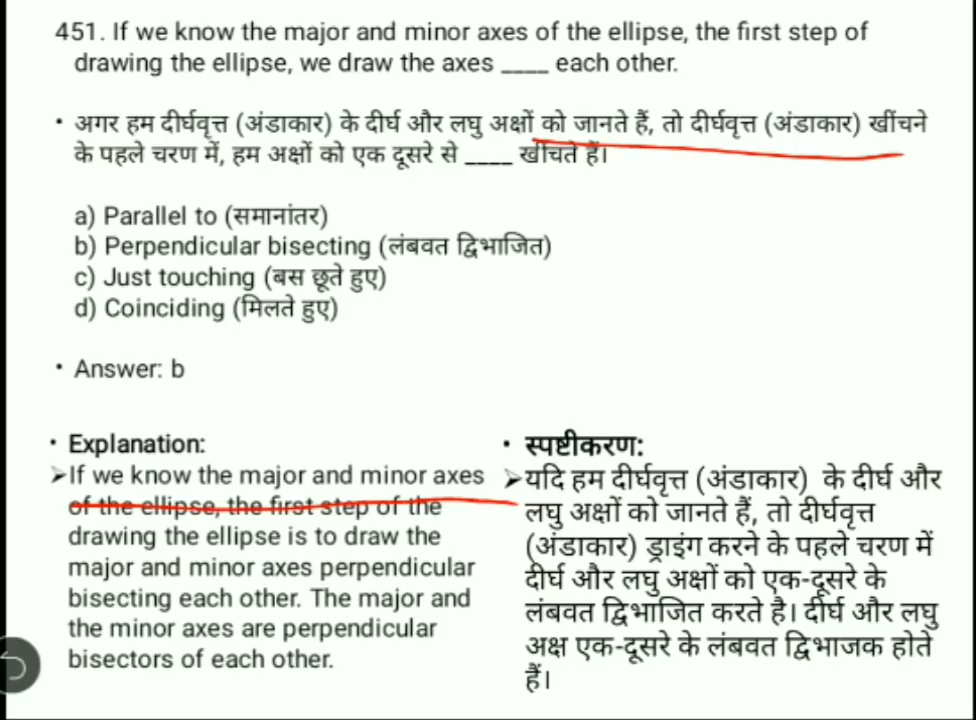 451. If we know the major and minor axes of the ellipse, the first step of
drawing the ellipse, we draw the axes ____ each other.
• अगर हम दीर्घवृत्त (अंडाकार) के दीर्घ और लघु अक्षों को जानते हैं, तो दीर्घवृत्त (अंडाकार) खींचने
के पहले चरण में, हम अक्षों को एक दूसरे से ____ खींचते हैं।
a) Parallel to (समानांतर)
b) Perpendicular bisecting (लंबवत द्विभाजित)
c) Just touching (बस छूते हुए)
d) Coinciding (मिलते हुए)
• Answer: b
• Explanation:
➢If we know the major and minor axes
of the ellipse, the first step of the
drawing the ellipse is to draw the
major and minor axes perpendicular
bisecting each other. The major and
the minor axes are perpendicular
bisectors of each other.
• स्पष्टीकरण:
➢यदि हम दीर्घवृत्त (अंडाकार) के दीर्घ और
लघु अक्षों को जानते हैं, तो दीर्घवृत्त
(अंडाकार) ड्राइंग करने के पहले चरण में
दीर्घ और लघु अक्षों को एक-दूसरे के
लंबवत द्विभाजित करते है। दीर्घ और लघु
अक्ष एक-दूसरे के लंबवत द्विभाजक होते
हैं।